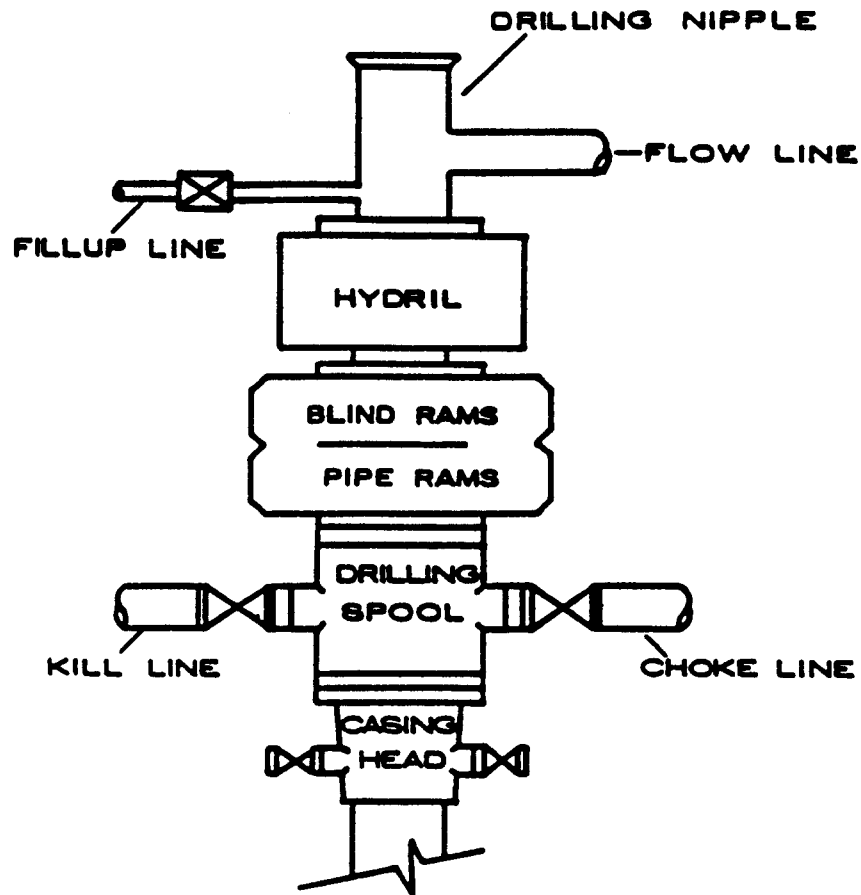 DRILLING NIPPLE
FLOW LINE
FILLUP LINE
HYDRIL
BLIND RAMS
PIPE RAMS
DRILLING
SPOOL
KILL LINE
CHOKE LINE
CASING
HEAD